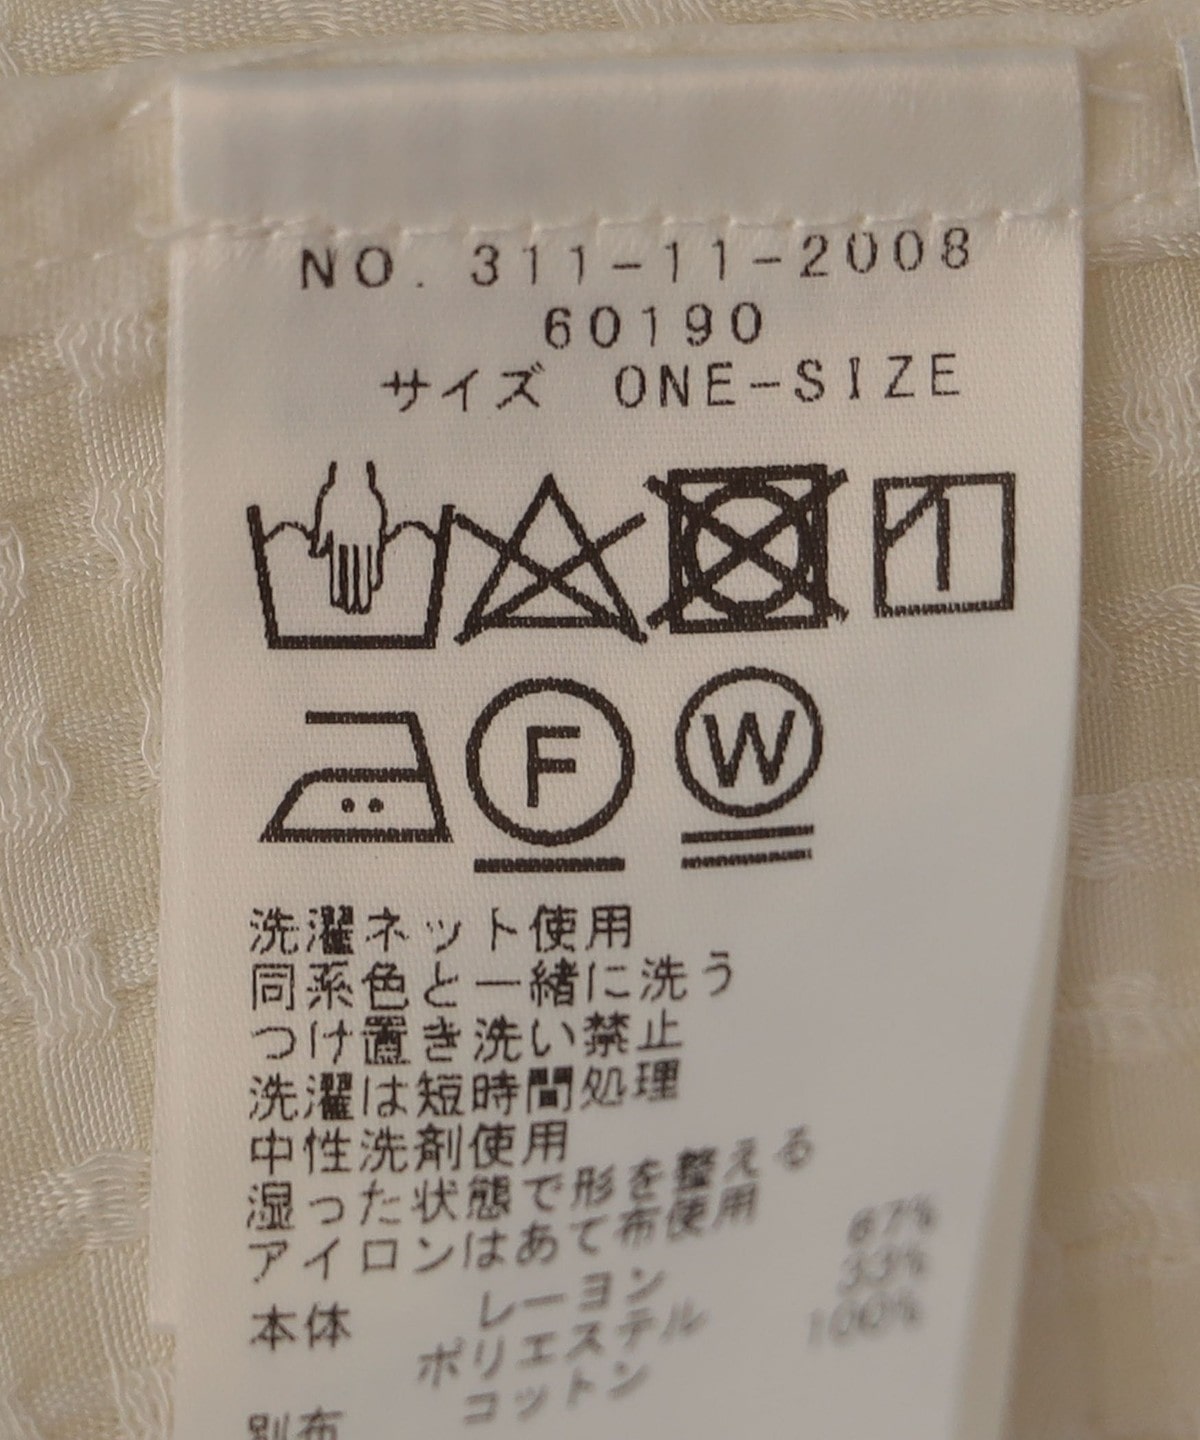 NO. 311-11-2008
60190
サイズ ONE-SIZE
F
W
洗濯ネット使用
同系色と一緒に洗う
つけ置き洗い禁止
洗濯は短時間処理
中性洗剤使用
湿った状態で形を整える
アイロンはあて布使用
本体 レーヨン 67%
ポリエステル 33%
コットン 100%
別布